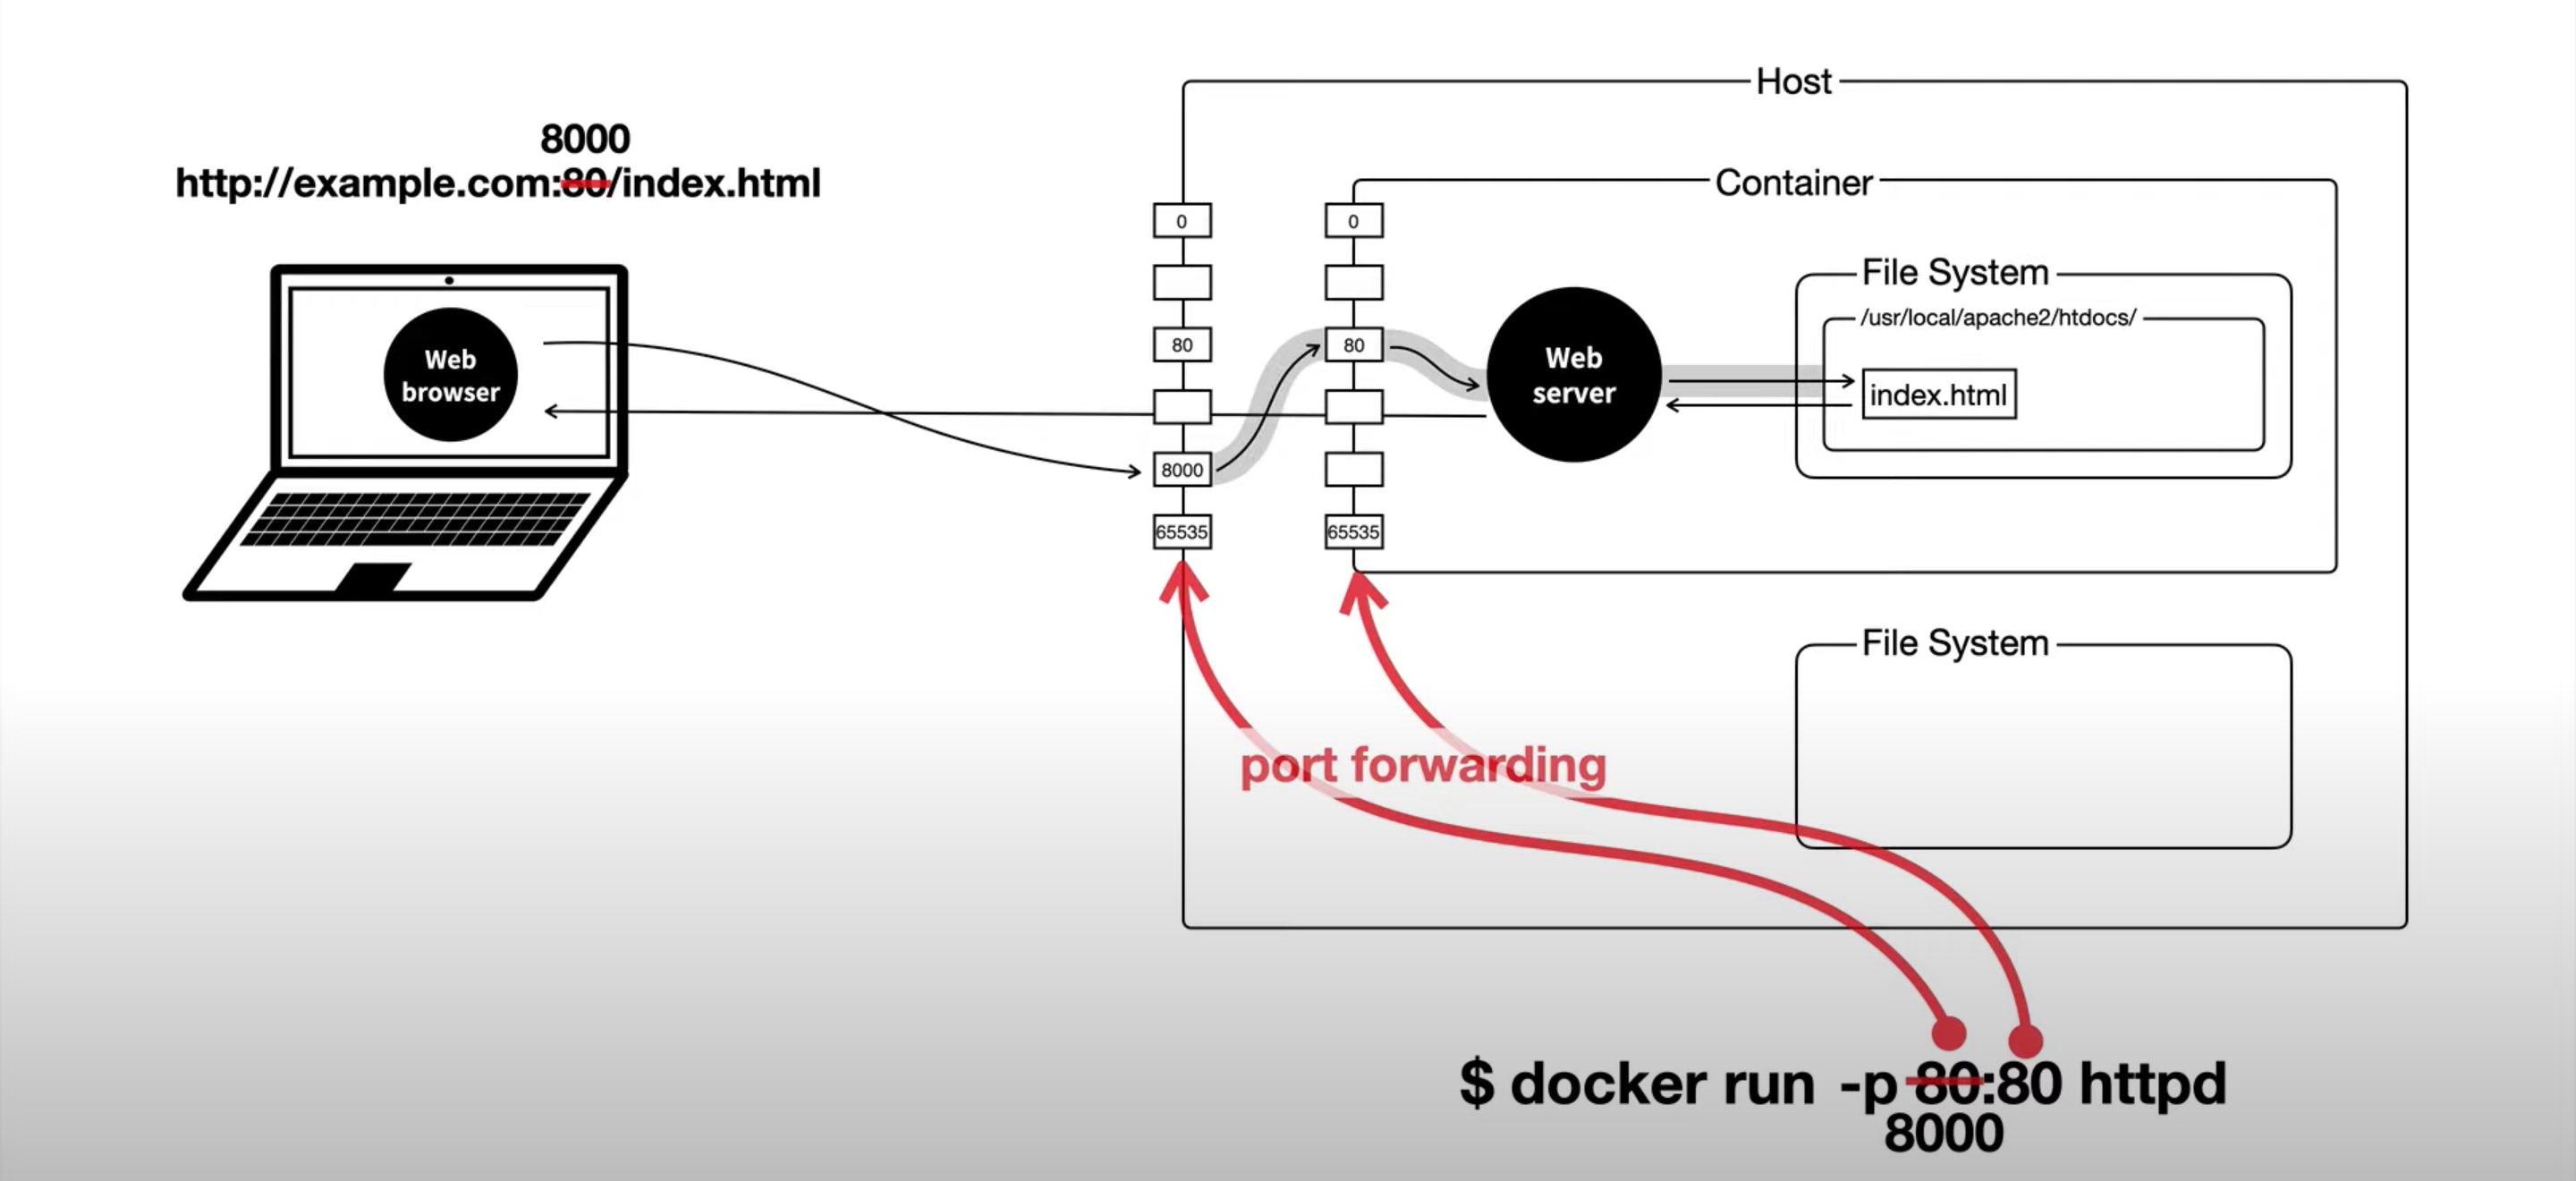 8000
http://example.com:80/index.html
Web
browser
Host
Container
0
80
8000
65535
0
80
65535
Web
server
File System
/usr/local/apache2/htdocs/
index.html
File System
port forwarding
$ docker run -p 80:80 httpd
8000